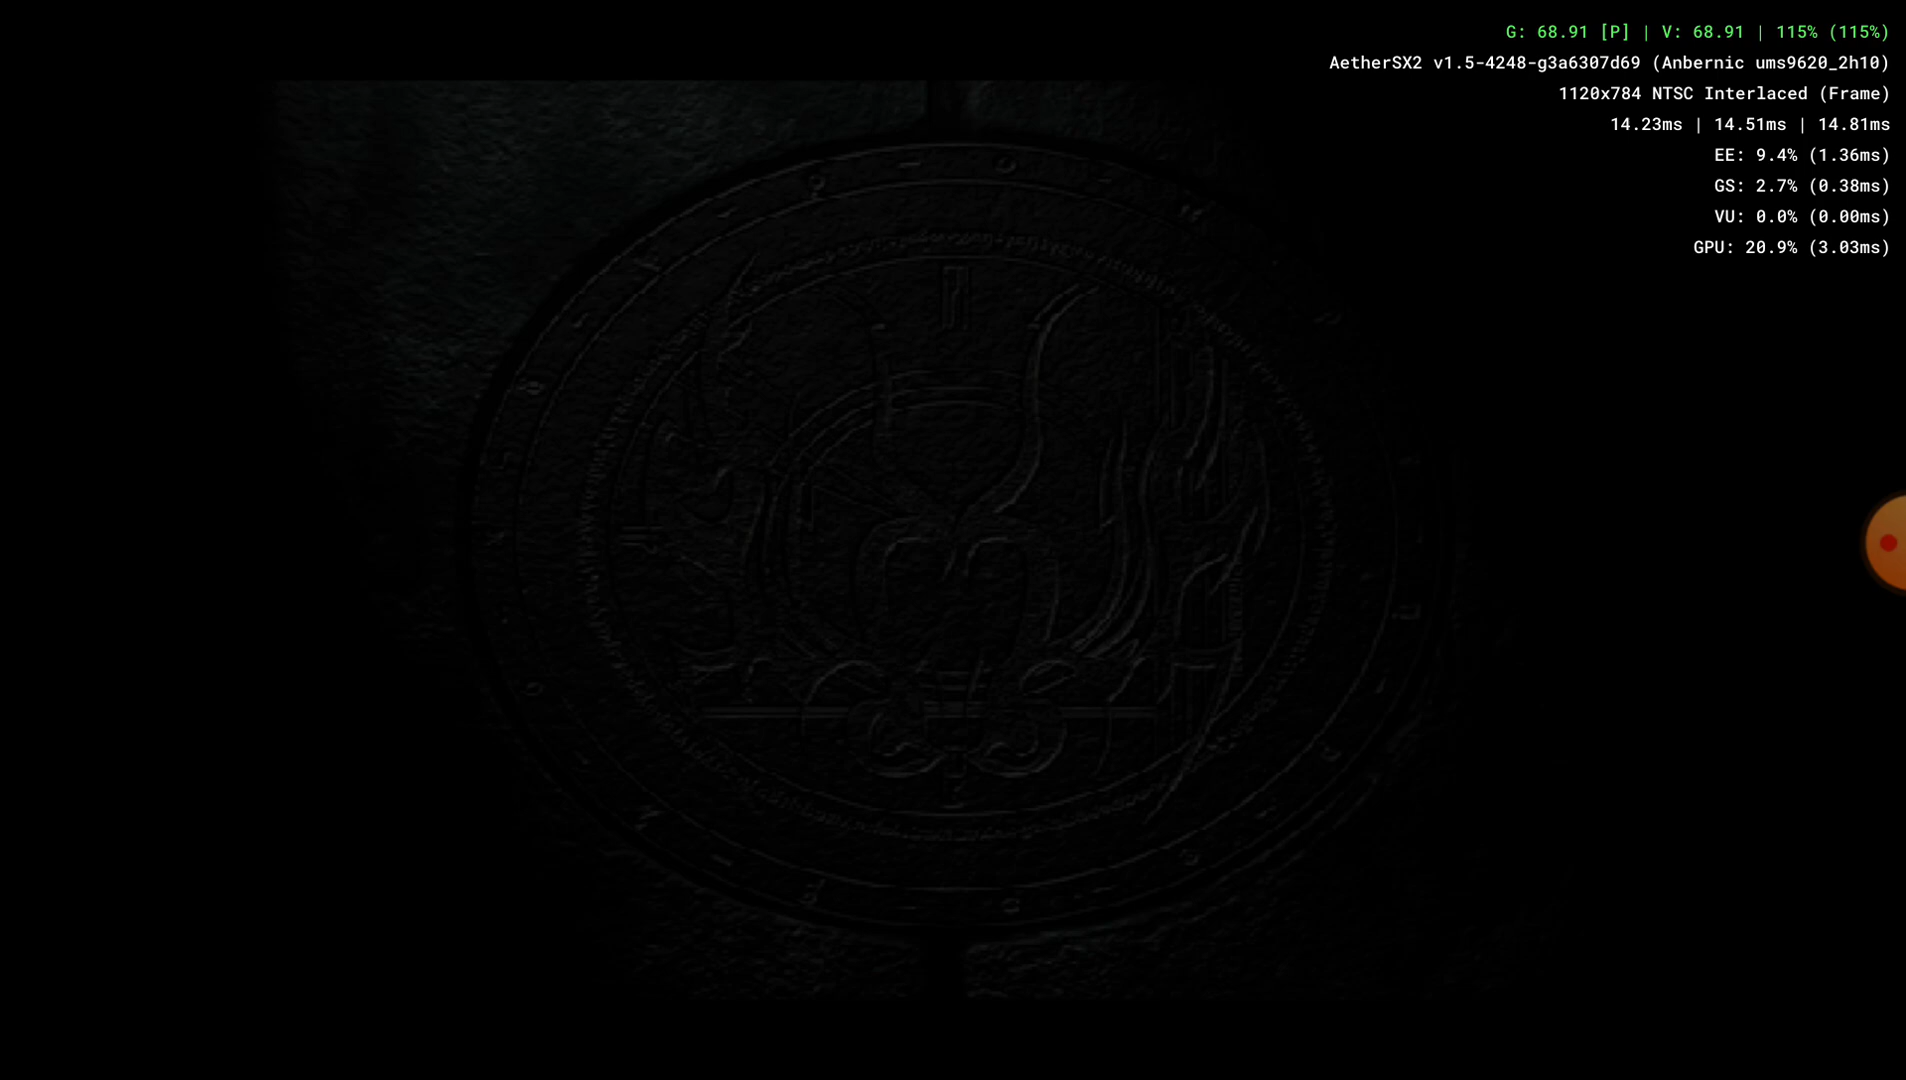 G: 68.91 [P] | V: 68.91 | 115% (115%)
AetherSX2 v1.5-4248-g3a6307d69 (Anbernic ums9620_2h10)
1120x784 NTSC Interlaced (Frame)
14.23ms | 14.51ms | 14.81ms
EE: 9.4% (1.36ms)
GS: 2.7% (0.38ms)
VU: 0.0% (0.00ms)
GPU: 20.9% (3.03ms)